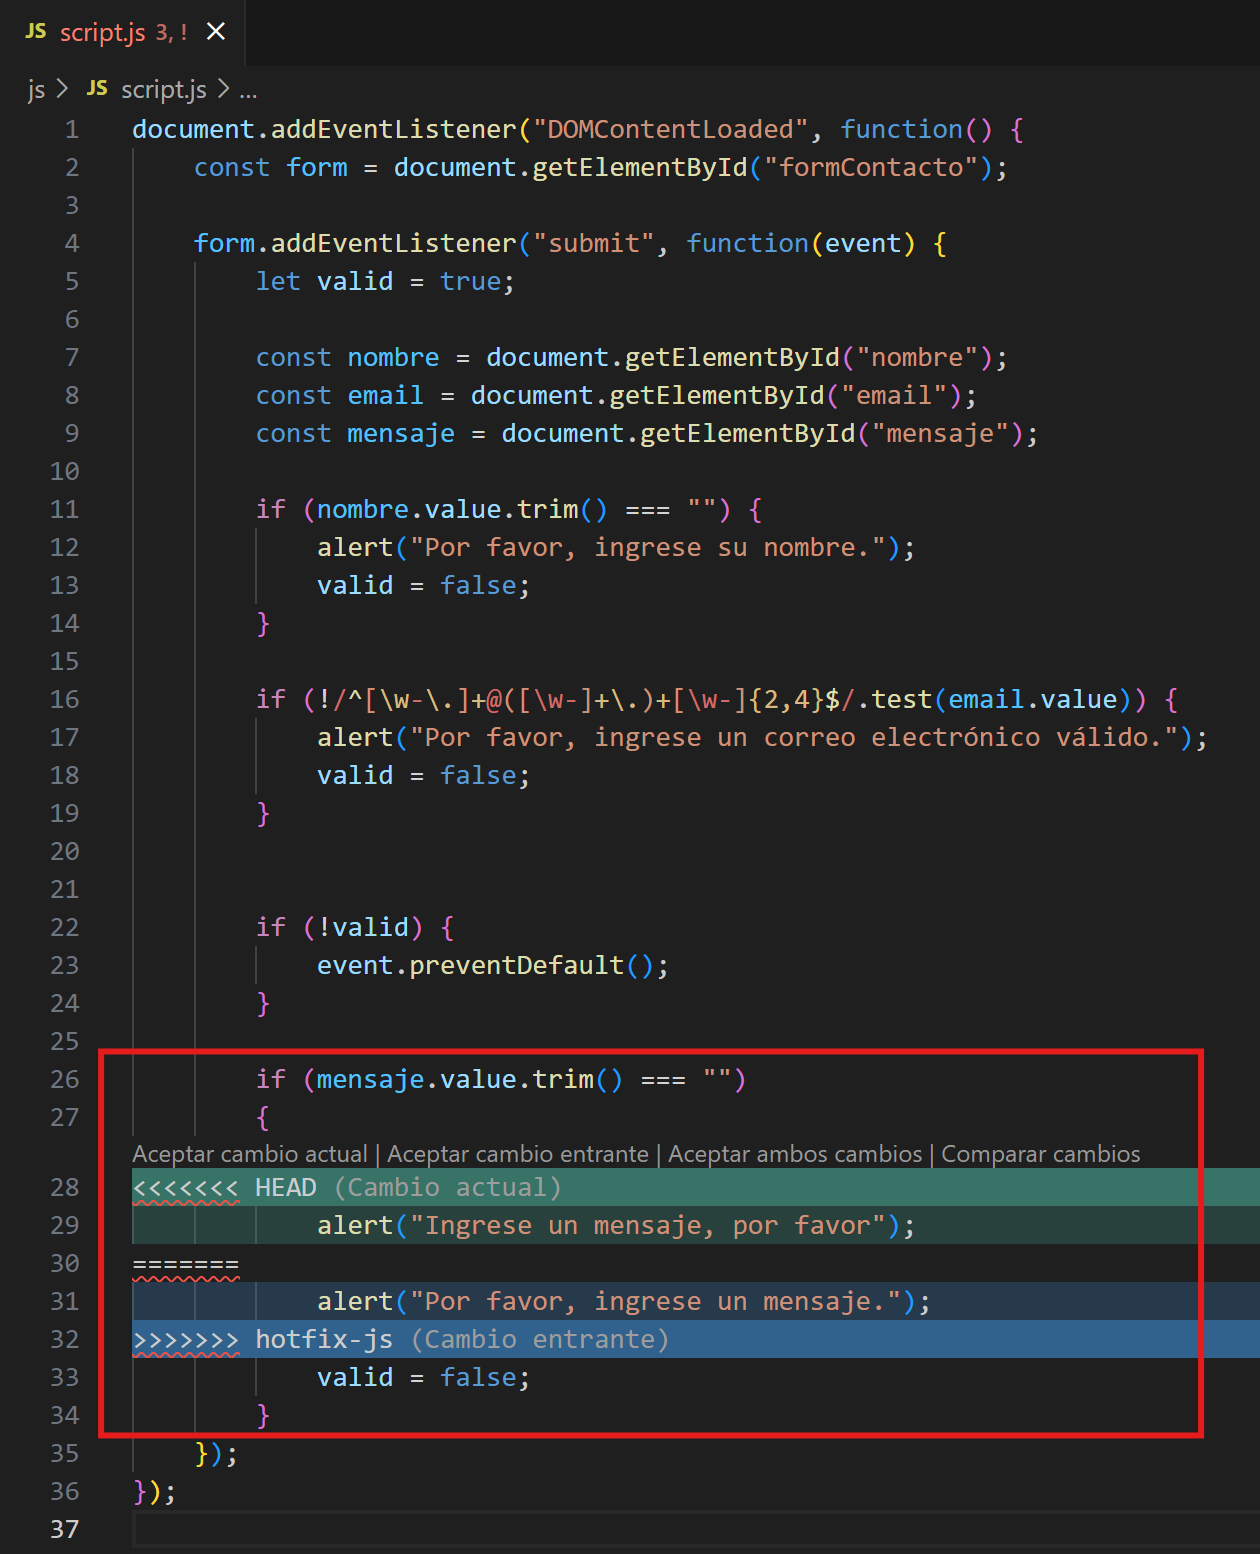 JS script.js 3, !
js > JS script.js > ...
1 document.addEventListener("DOMContentLoaded", function() {
2     const form = document.getElementById("formContacto");
3
4     form.addEventListener("submit", function(event) {
5         let valid = true;
6
7         const nombre = document.getElementById("nombre");
8         const email = document.getElementById("email");
9         const mensaje = document.getElementById("mensaje");
10
11         if (nombre.value.trim() === "") {
12             alert("Por favor, ingrese su nombre.");
13             valid = false;
14         }
15
16         if (!/^[\w-\.]+@([\w-]+\.)+[\w-]{2,4}$/.test(email.value)) {
17             alert("Por favor, ingrese un correo electrónico válido.");
18             valid = false;
19         }
20
21
22         if (!valid) {
23             event.preventDefault();
24         }
25
26         if (mensaje.value.trim() === "")
27         {
Aceptar cambio actual | Aceptar cambio entrante | Aceptar ambos cambios | Comparar cambios
28 <<<<<<< HEAD (Cambio actual)
29             alert("Ingrese un mensaje, por favor");
30 =======
31             alert("Por favor, ingrese un mensaje.");
32 >>>>>>> hotfix-js (Cambio entrante)
33             valid = false;
34         }
35     });
36 });
37